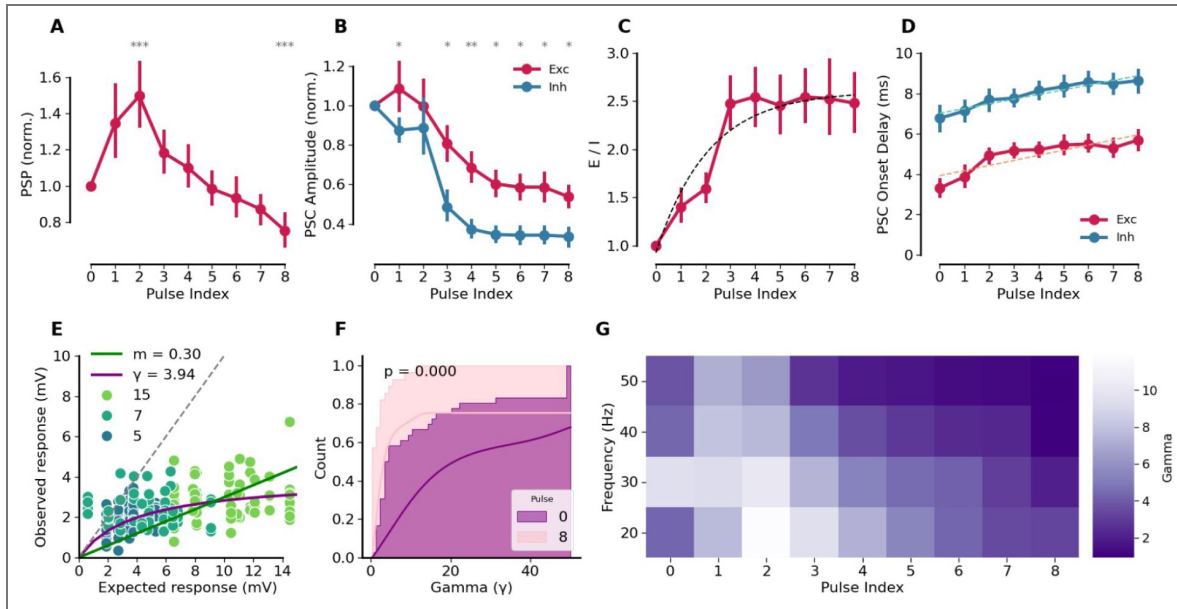 A
***
***
1.6
1.4
1.2
1.0
0.8
PSP (norm.)
0 1 2 3 4 5 6 7 8
Pulse Index
B
* * ** * * * *
Exc
Inh
1.2
1.0
0.8
0.6
0.4
PSC Amplitude (norm.)
0 1 2 3 4 5 6 7 8
Pulse Index
C
3.0
2.5
2.0
1.5
1.0
E / I
0 1 2 3 4 5 6 7 8
Pulse Index
D
10
8
6
4
2
0
PSC Onset Delay (ms)
Exc
Inh
0 1 2 3 4 5 6 7 8
Pulse Index
E
m = 0.30
γ = 3.94
15
7
5
10
8
6
4
2
0
Observed response (mV)
0 2 4 6 8 10 12 14
Expected response (mV)
F
p = 0.000
1.0
0.8
0.6
0.4
0.2
0.0
Count
Pulse
0
8
0 20 40
Gamma (γ)
G
50
40
30
20
Frequency (Hz)
0 1 2 3 4 5 6 7 8
Pulse Index
10
8
6
4
2
Gamma